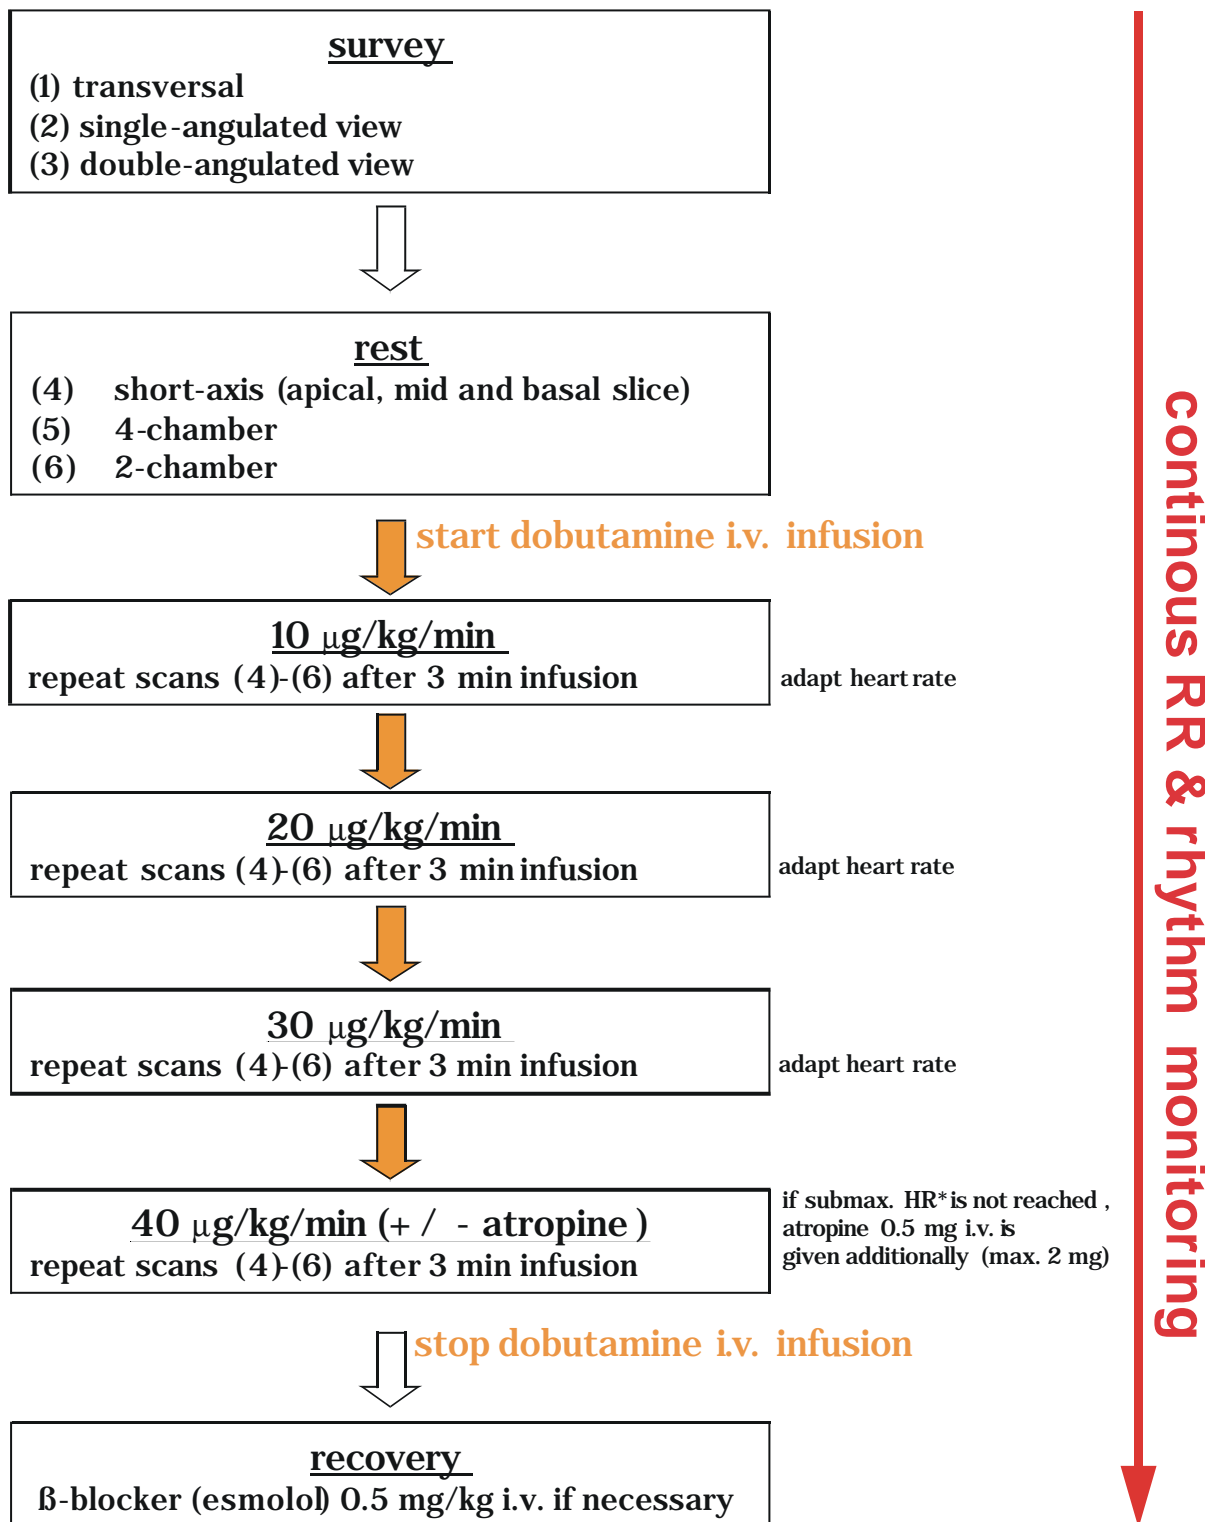 survey
(1) transversal
(2) single-angulated view
(3) double-angulated view
rest
(4) short-axis (apical, mid and basal slice)
(5) 4-chamber
(6) 2-chamber
start dobutamine i.v. infusion
10 µg/kg/min
repeat scans (4)-(6) after 3 min infusion
adapt heart rate
20 µg/kg/min
repeat scans (4)-(6) after 3 min infusion
adapt heart rate
30 µg/kg/min
repeat scans (4)-(6) after 3 min infusion
adapt heart rate
40 µg/kg/min (+ / - atropine )
repeat scans (4)-(6) after 3 min infusion
if submax. HR* is not reached ,
atropine 0.5 mg i.v. is
given additionally (max. 2 mg)
stop dobutamine i.v. infusion
recovery
ß-blocker (esmolol) 0.5 mg/kg i.v. if necessary
continous RR & rhythm monitoring